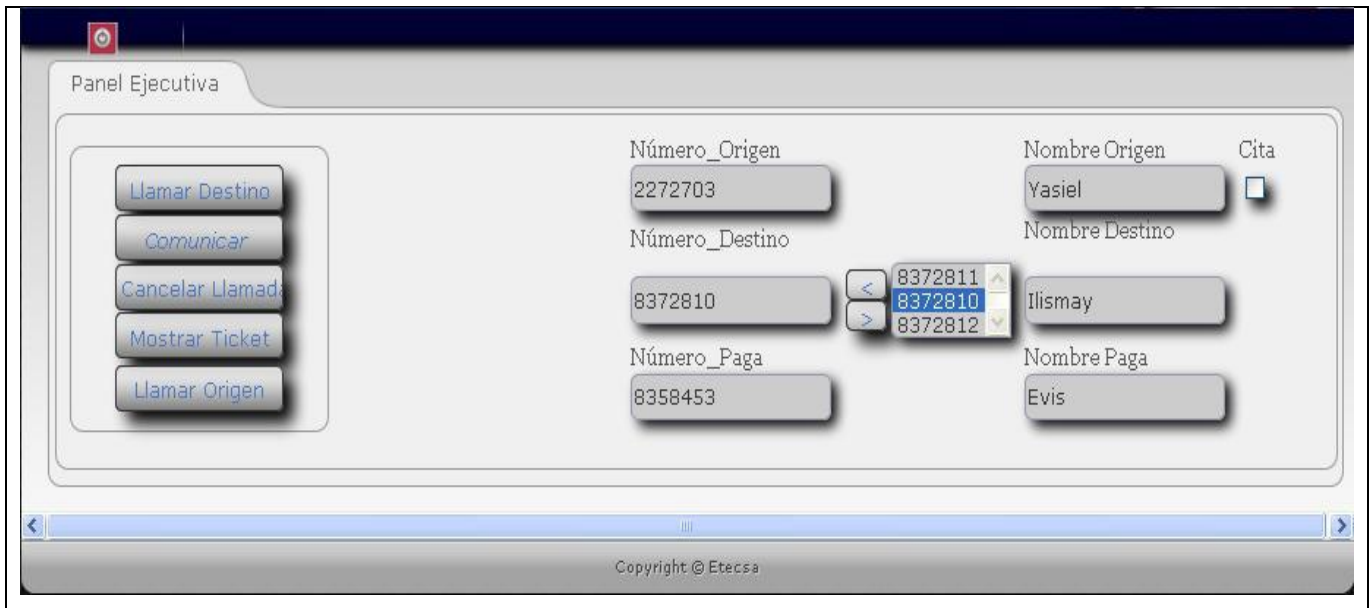 Panel Ejecutiva
Llamar Destino
Comunicar
Cancelar Llamada
Mostrar Ticket
Llamar Origen
Número_Origen
2272703
Nombre Origen
Yasiel
Cita
Número_Destino
8372810
<
>
8372811
8372810
8372812
Nombre Destino
Ilismay
Número_Paga
8358453
Nombre Paga
Evis
Copyright © Etecsa